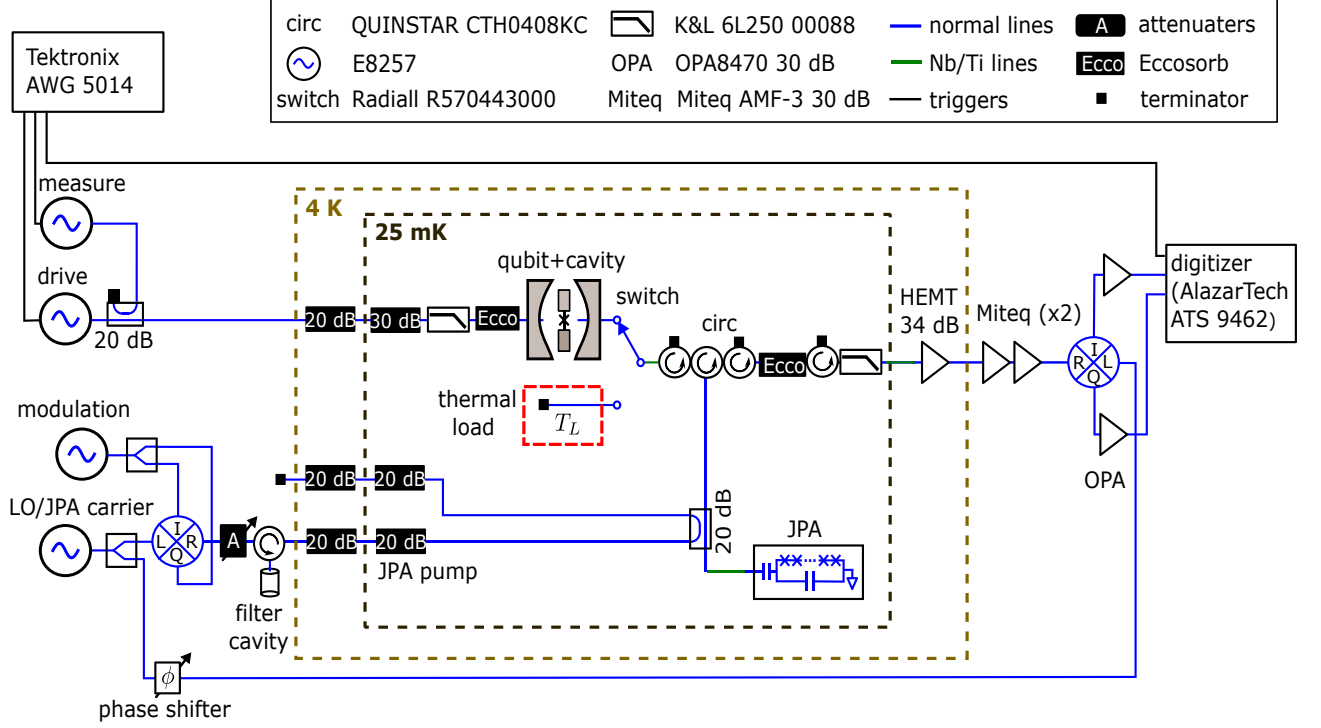 circ QUINSTAR CTH0408KC K&L 6L250 00088 normal lines A attenuaters
E8257 OPA OPA8470 30 dB Nb/Ti lines Ecco Eccosorb
switch Radiall R570443000 Miteq Miteq AMF-3 30 dB triggers terminator
Tektronix
AWG 5014
measure
drive
20 dB
4 K
25 mK
20 dB
30 dB
Ecco
qubit+cavity
switch
circ
Ecco
HEMT
34 dB
Miteq (x2)
I
R L
Q
digitizer
(AlazarTech
ATS 9462)
OPA
thermal
load
T_L
modulation
LO/JPA carrier
I
L R
Q
A
filter
cavity
20 dB
20 dB
20 dB
20 dB
JPA pump
20 dB
JPA
ϕ
phase shifter